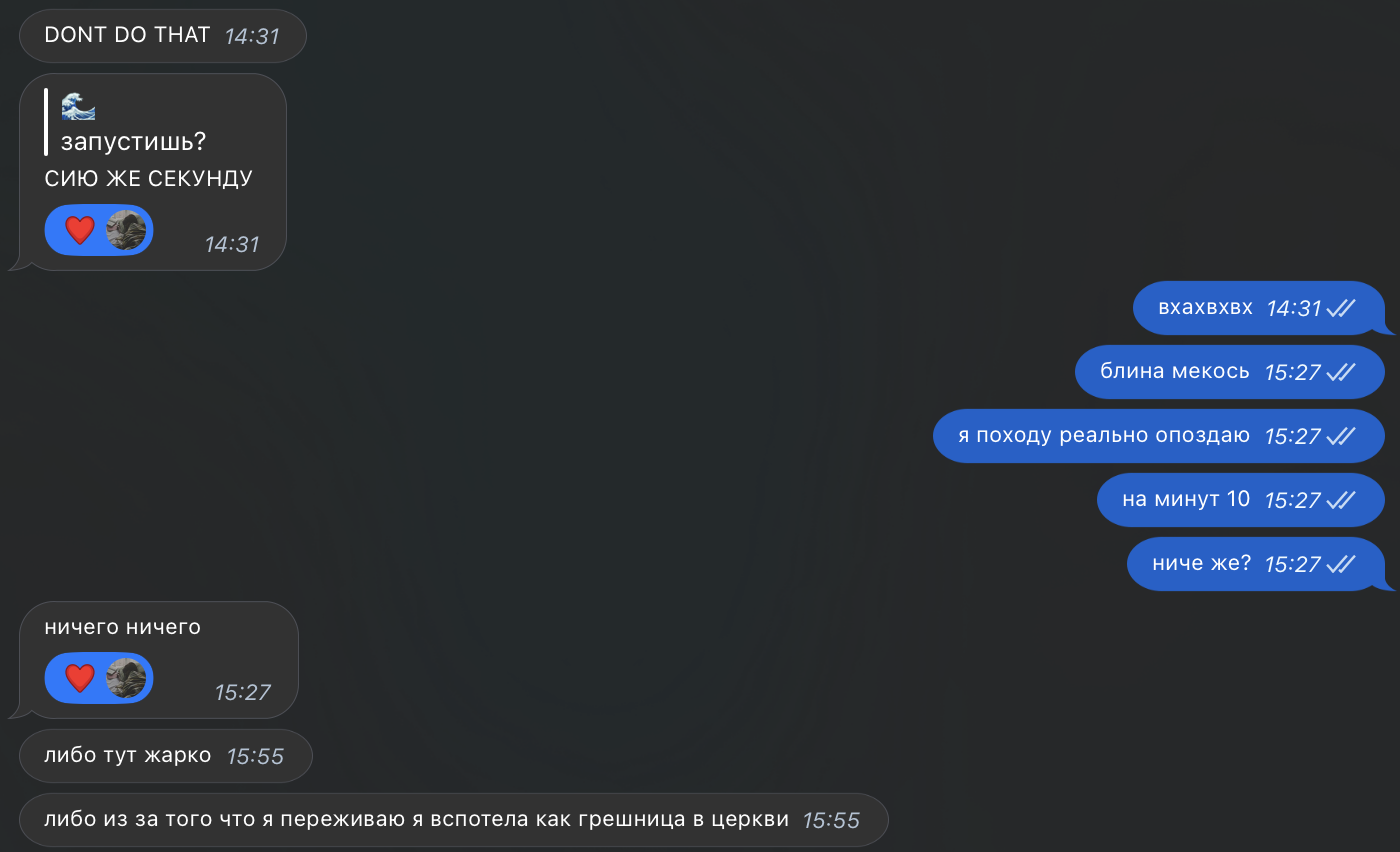 DONT DO THAT 14:31
🌊
запустишь?
СИЮ ЖЕ СЕКУНДУ
14:31
вхахвхвх 14:31
блина мекось 15:27
я походу реально опоздаю 15:27
на минут 10 15:27
ниче же? 15:27
ничего ничего
15:27
либо тут жарко 15:55
либо из за того что я переживаю я вспотела как грешница в церкви 15:55